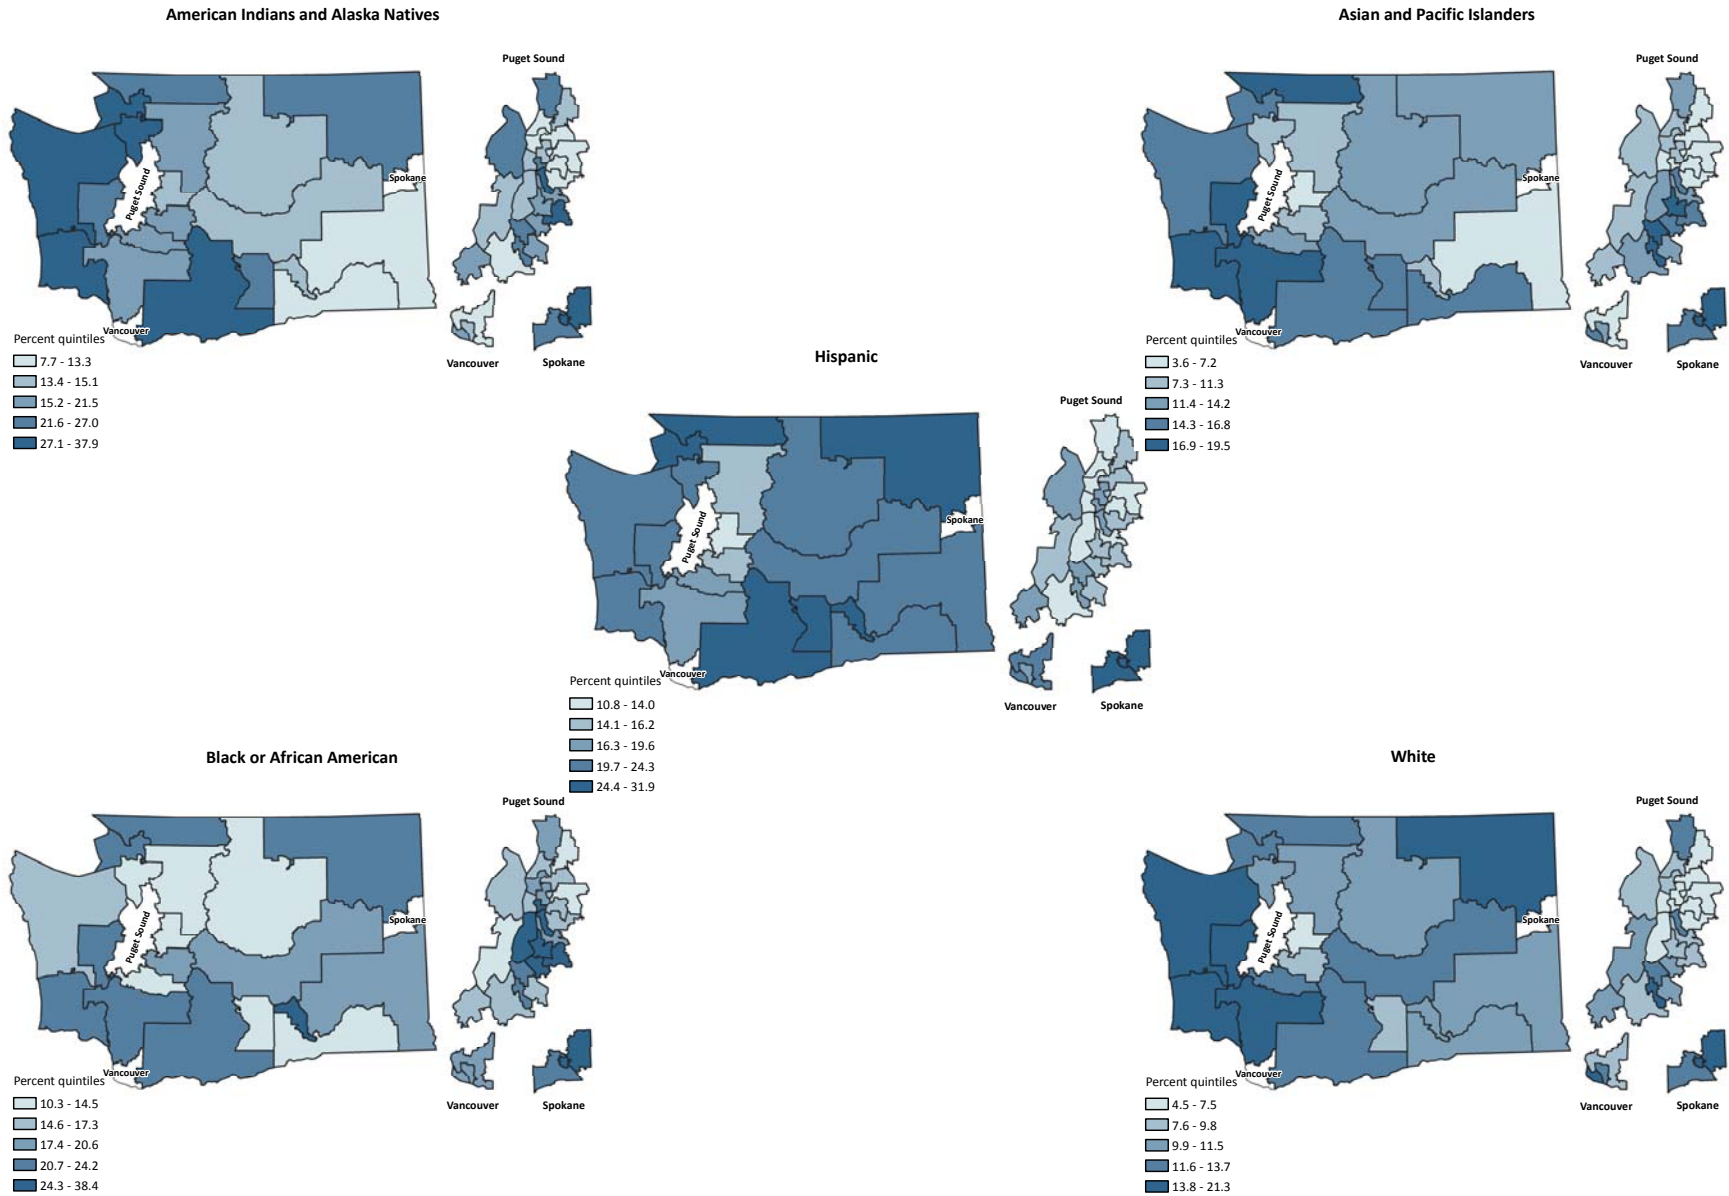 American Indians and Alaska Natives
Puget Sound
Puget Sound
Spokane
Vancouver
Percent quintiles
7.7 - 13.3
13.4 - 15.1
15.2 - 21.5
21.6 - 27.0
27.1 - 37.9
Vancouver
Spokane
Asian and Pacific Islanders
Puget Sound
Puget Sound
Spokane
Vancouver
Percent quintiles
3.6 - 7.2
7.3 - 11.3
11.4 - 14.2
14.3 - 16.8
16.9 - 19.5
Vancouver
Spokane
Hispanic
Puget Sound
Puget Sound
Spokane
Vancouver
Percent quintiles
10.8 - 14.0
14.1 - 16.2
16.3 - 19.6
19.7 - 24.3
24.4 - 31.9
Vancouver
Spokane
Black or African American
Puget Sound
Puget Sound
Spokane
Vancouver
Percent quintiles
10.3 - 14.5
14.6 - 17.3
17.4 - 20.6
20.7 - 24.2
24.3 - 38.4
Vancouver
Spokane
White
Puget Sound
Puget Sound
Spokane
Vancouver
Percent quintiles
4.5 - 7.5
7.6 - 9.8
9.9 - 11.5
11.6 - 13.7
13.8 - 21.3
Vancouver
Spokane